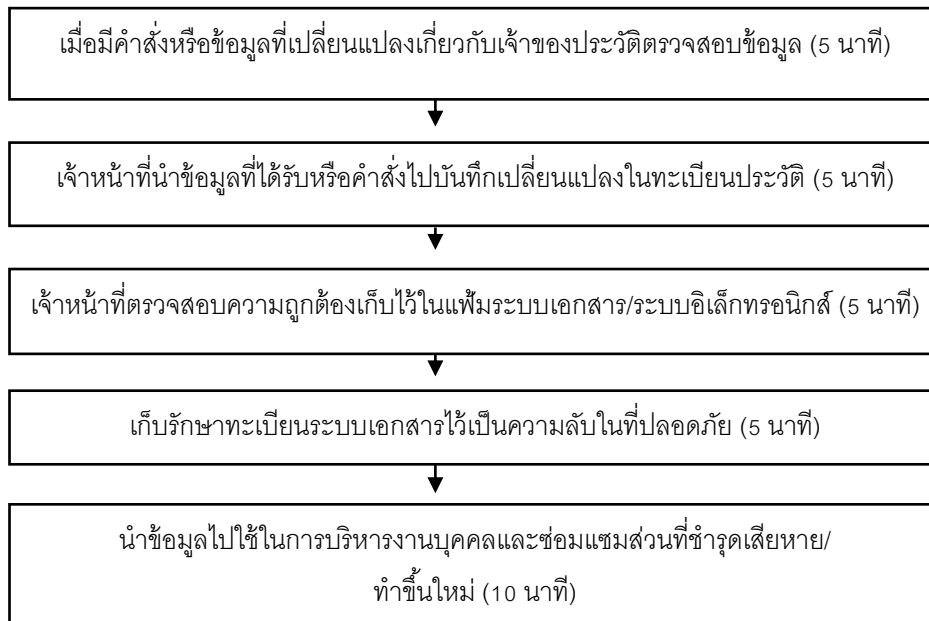 เมื่อมีคำสั่งหรือข้อมูลที่เปลี่ยนแปลงเกี่ยวกับเจ้าของประวัติตรวจสอบข้อมูล (5 นาที)
เจ้าหน้าที่นำข้อมูลที่ได้รับหรือคำสั่งไปบันทึกเปลี่ยนแปลงในทะเบียนประวัติ (5 นาที)
เจ้าหน้าที่ตรวจสอบความถูกต้องเก็บไว้ในแฟ้มระบบเอกสาร/ระบบอิเล็กทรอนิกส์ (5 นาที)
เก็บรักษาทะเบียนระบบเอกสารไว้เป็นความลับในที่ปลอดภัย (5 นาที)
นำข้อมูลไปใช้ในการบริหารงานบุคคลและซ่อมแซมส่วนที่ชำรุดเสียหาย/
ทำขึ้นใหม่ (10 นาที)